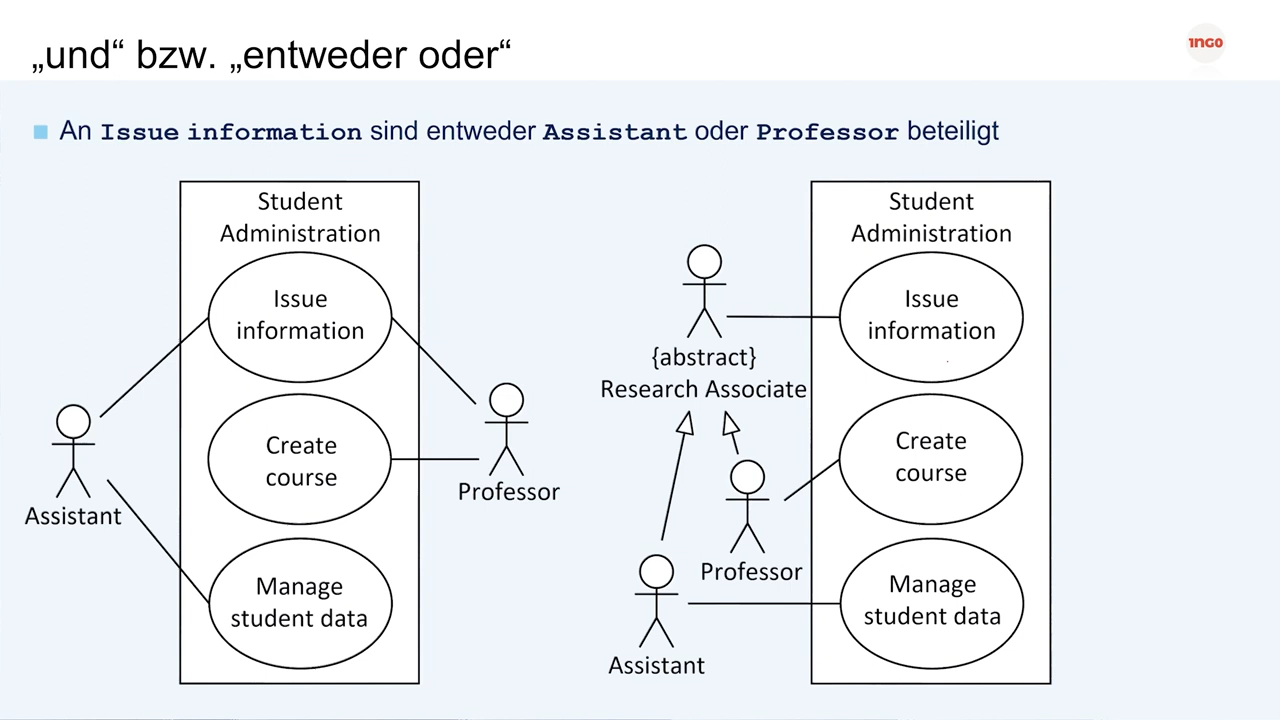 „und“ bzw. „entweder oder“
1NG0
An Issue information sind entweder Assistant oder Professor beteiligt
Student
Administration
Issue
information
Create
course
Manage
student data
Assistant
Professor
Student
Administration
Issue
information
Create
course
Manage
student data
{abstract}
Research Associate
Professor
Assistant